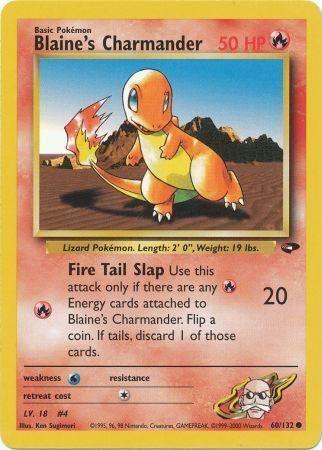 Basic Pokémon
Blaine's Charmander 50 HP
Lizard Pokémon. Length: 2' 0", Weight: 19 lbs.
Fire Tail Slap Use this
attack only if there are any
Energy cards attached to
Blaine's Charmander. Flip a
coin. If tails, discard 1 of those
cards.
20
weakness resistance
retreat cost
LV. 18 #4
Illus. Ken Sugimori ©1995, 96, 98 Nintendo, Creatures, GAMEFREAK. ©1999-2000 Wizards. 60/132